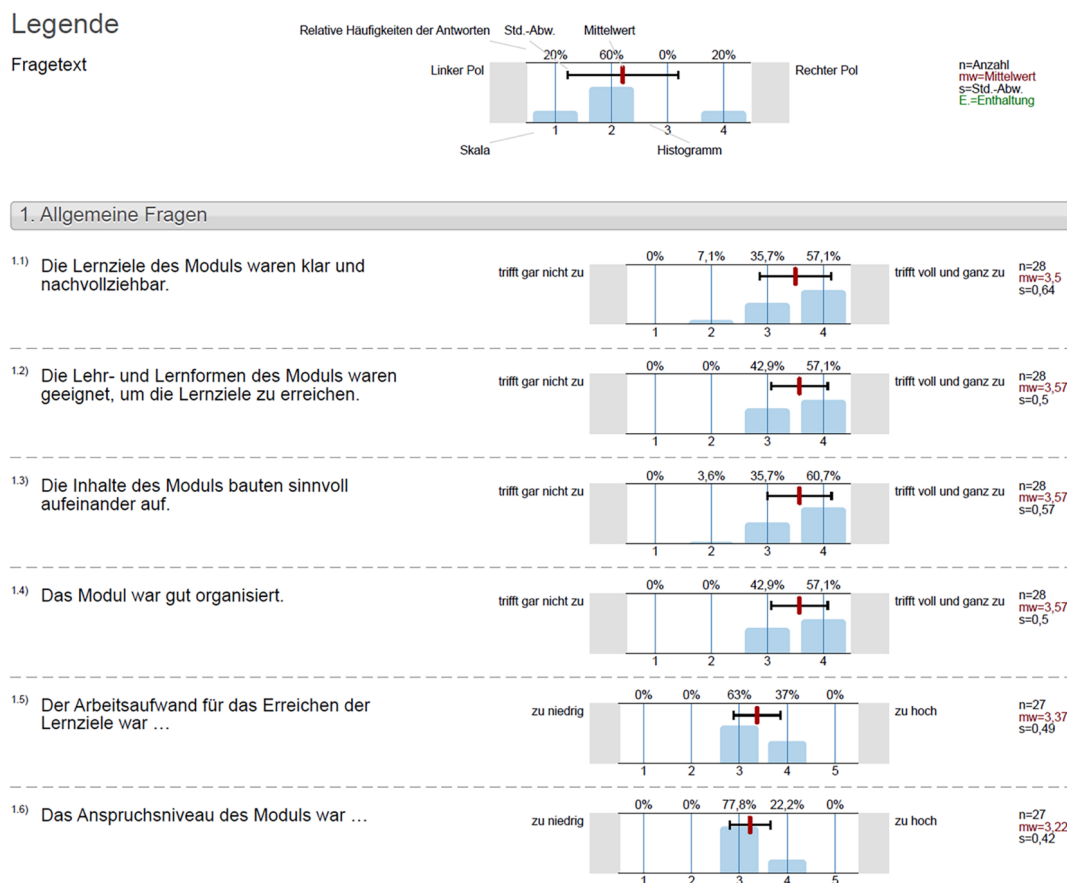 Legende
Relative Häufigkeiten der Antworten Std.-Abw. Mittelwert
Fragetext
20% 60% 0% 20%
Linker Pol
Rechter Pol
n=Anzahl
mw=Mittelwert
s=Std.-Abw.
E.=Enthaltung
1 2 3 4
Skala
Histogramm
1. Allgemeine Fragen
1.1) Die Lernziele des Moduls waren klar und
nachvollziehbar.
0% 7,1% 35,7% 57,1%
trifft gar nicht zu
trifft voll und ganz zu
n=28
mw=3,5
s=0,64
1 2 3 4
1.2) Die Lehr- und Lernformen des Moduls waren
geeignet, um die Lernziele zu erreichen.
0% 0% 42,9% 57,1%
trifft gar nicht zu
trifft voll und ganz zu
n=28
mw=3,57
s=0,5
1 2 3 4
1.3) Die Inhalte des Moduls bauten sinnvoll
aufeinander auf.
0% 3,6% 35,7% 60,7%
trifft gar nicht zu
trifft voll und ganz zu
n=28
mw=3,57
s=0,57
1 2 3 4
1.4) Das Modul war gut organisiert.
0% 0% 42,9% 57,1%
trifft gar nicht zu
trifft voll und ganz zu
n=28
mw=3,57
s=0,5
1 2 3 4
1.5) Der Arbeitsaufwand für das Erreichen der
Lernziele war …
0% 0% 63% 37% 0%
zu niedrig
zu hoch
n=27
mw=3,37
s=0,49
1 2 3 4 5
1.6) Das Anspruchsniveau des Moduls war …
0% 0% 77,8% 22,2% 0%
zu niedrig
zu hoch
n=27
mw=3,22
s=0,42
1 2 3 4 5